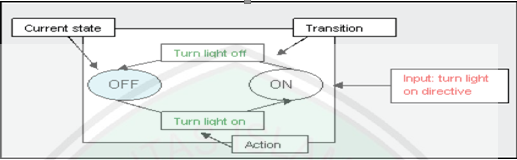 Current state
Transition
Turn light off
OFF
ON
Input: turn light
on directive
Turn light on
Action